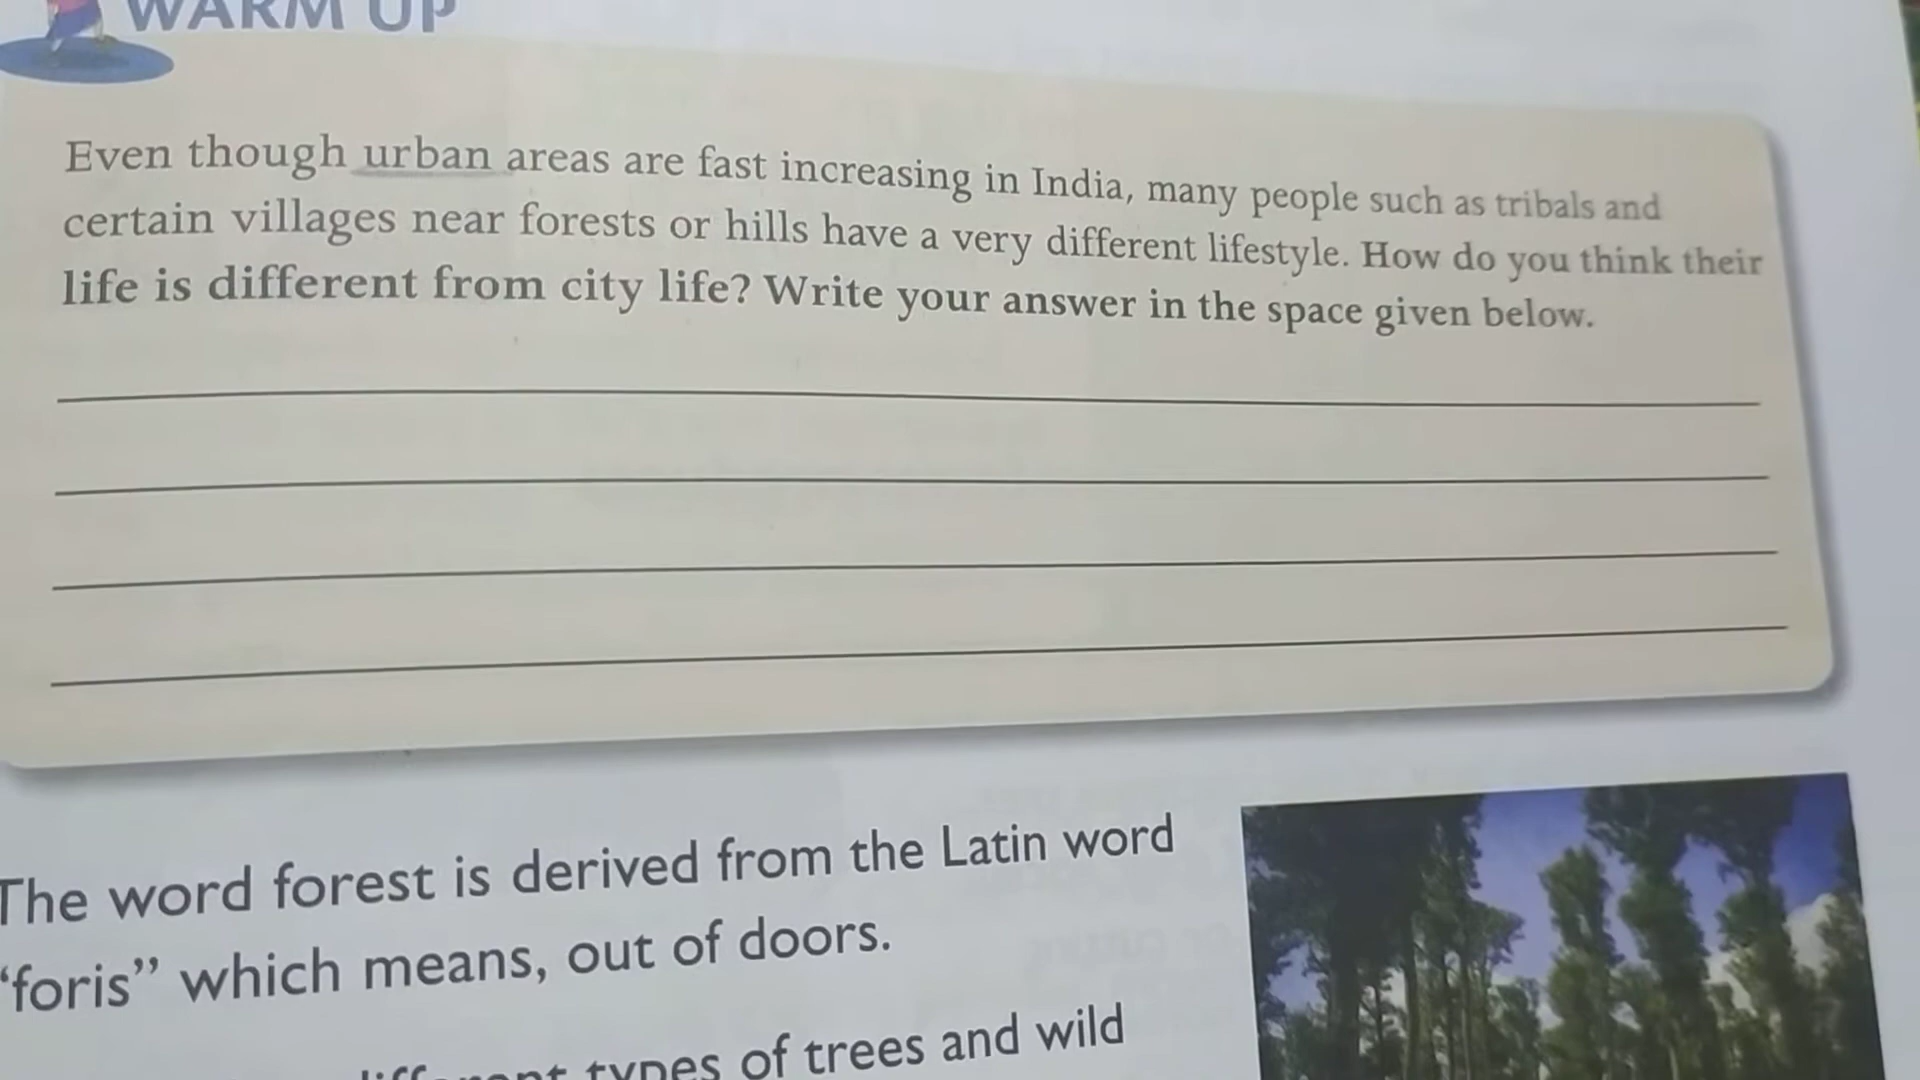 WARM UP
Even though urban areas are fast increasing in India, many people such as tribals and
certain villages near forests or hills have a very different lifestyle. How do you think their
life is different from city life? Write your answer in the space given below.
The word forest is derived from the Latin word
“foris” which means, out of doors.
different types of trees and wild